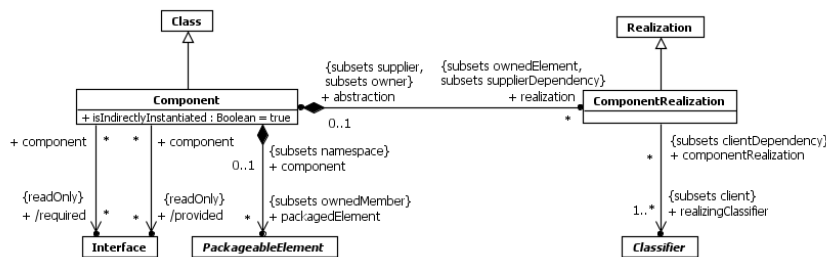 Class
Realization
{subsets supplier,
subsets owner}
+ abstraction
{subsets ownedElement,
subsets supplierDependency}
+ realization
Component
+ isIndirectlyInstantiated : Boolean = true
ComponentRealization
0..1
*
+ component
*
*
+ component
0..1
{subsets namespace}
+ component
{subsets clientDependency}
+ componentRealization
*
{readOnly}
+ /required
*
{readOnly}
+ /provided
*
{subsets ownedMember}
+ packagedElement
*
{subsets client}
+ realizingClassifier
1..*
Interface
PackageableElement
Classifier